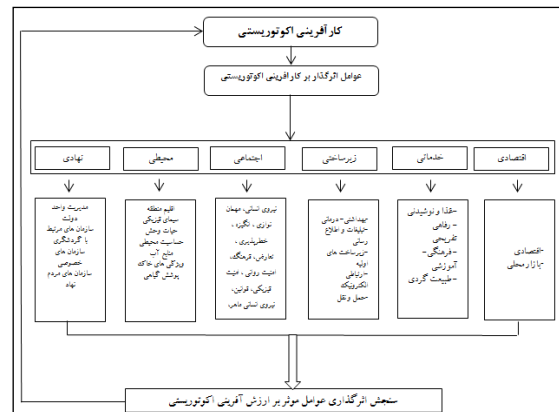 کارآفرینی اکوتوریستی
عوامل اثرگذار بر کارافرینی اکوتوریستی
اقتصادی
خدماتی
زیرساختی
اجتماعی
محیطی
نهادی
-اقتصادی
-بازار محلی
-غذا و نوشیدنی
- رفاهی
تفریحی
-فرهنگی-
آموزشی
- طبیعت گردی
-بهداشتی- درمانی
-تبلیغات و اطلاع
رسانی
-زیرساخت های
اولیه
-ارتباطی
الکترونیک
-حمل و نقل
نیروی انسانی، مهمان
نوازی ، انگیزه ،
خطرپذیری ،
تعارض، فرهنگ،
امنیت روانی، امنیت
فیزیکی، قوانین،
نیروی انسانی ماهر،
اقلیم منطقه
سیمای فیزیکی
حیات وحش
حساسیت محیطی
منابع آب
ویژگی های خاک
پوشش گیاهی
مدیریت واحد
دولت
سازمان های مرتبط
با گردشگری
سازمان های
خصوصی
سازمان های مردم
نهاد
سنجش اثرگذاری عوامل موثر بر ارزش آفرینی اکوتوریستی